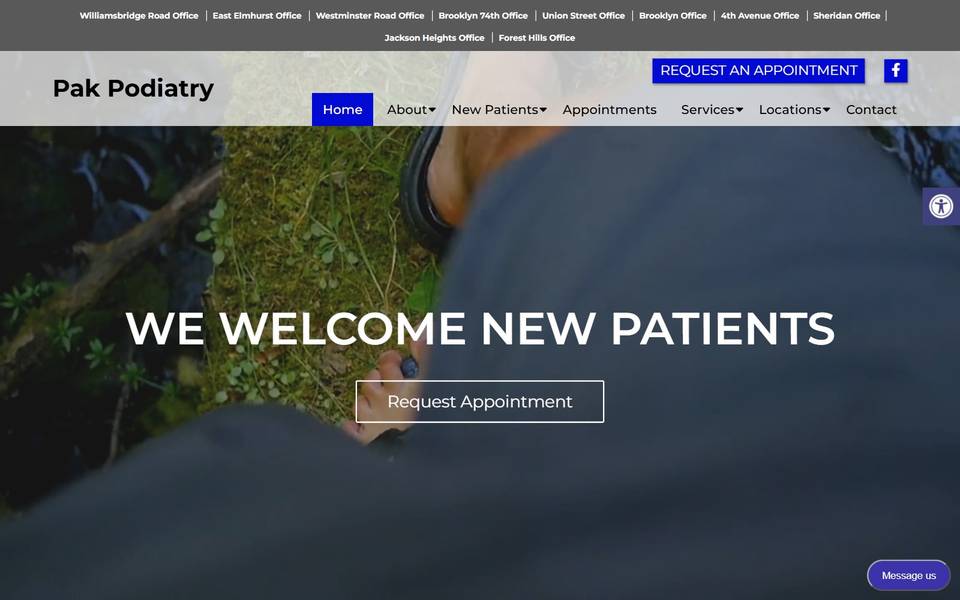 Williamsbridge Road Office | East Elmhurst Office | Westminster Road Office | Brooklyn 74th Office | Union Street Office | Brooklyn Office | 4th Avenue Office | Sheridan Office |
Jackson Heights Office | Forest Hills Office
REQUEST AN APPOINTMENT
Pak Podiatry
Home About New Patients Appointments Services Locations Contact
WE WELCOME NEW PATIENTS
Request Appointment
Message us